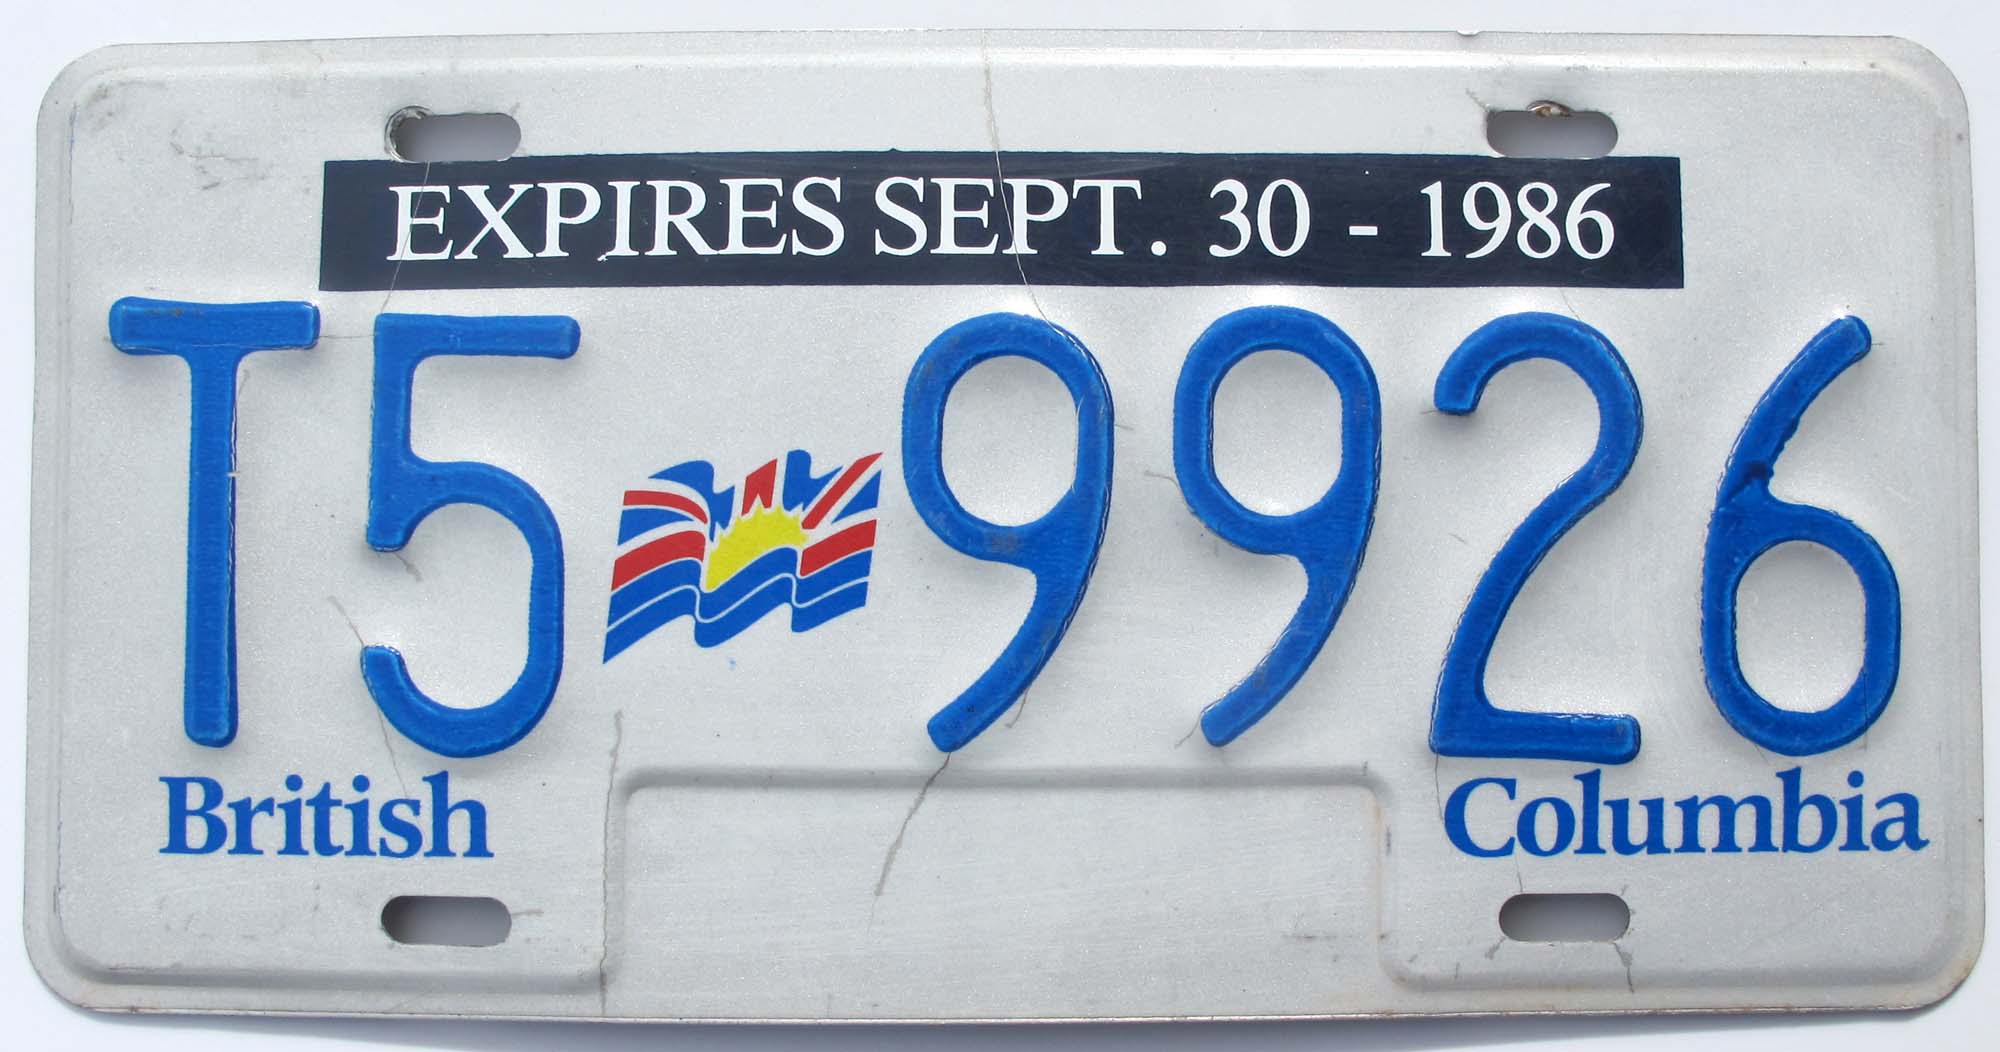 EXPIRES SEPT. 30 - 1986
T5 9926
British Columbia